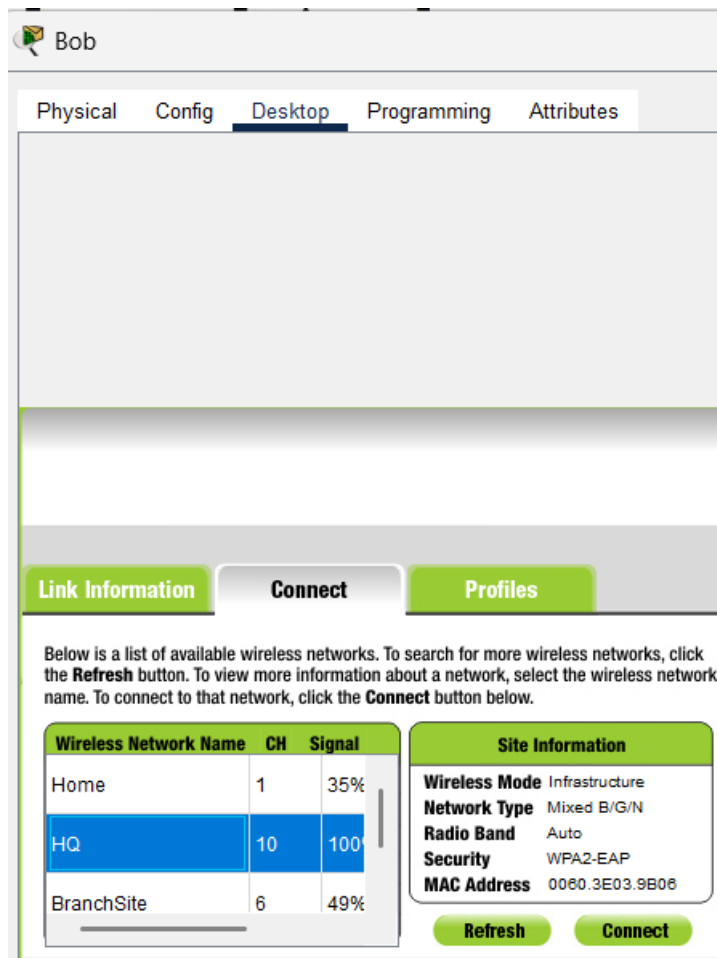 Bob
Physical Config Desktop Programming Attributes
Link Information Connect Profiles
Below is a list of available wireless networks. To search for more wireless networks, click
the Refresh button. To view more information about a network, select the wireless network
name. To connect to that network, click the Connect button below.
Wireless Network Name CH Signal
Home 1 35%
HQ 10 100%
BranchSite 6 49%
Site Information
Wireless Mode Infrastructure
Network Type Mixed B/G/N
Radio Band Auto
Security WPA2-EAP
MAC Address 0060.3E03.9B06
Refresh Connect